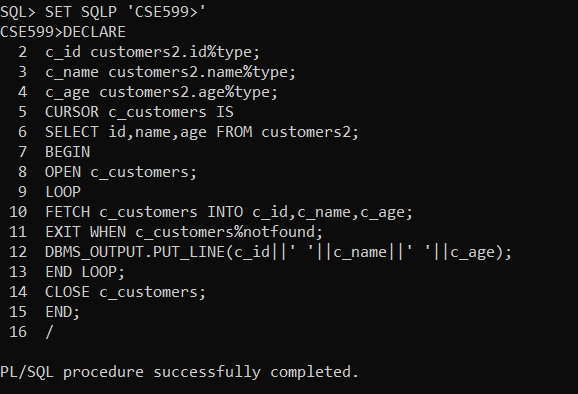 SQL> SET SQLP 'CSE599>'
CSE599>DECLARE
2 c_id customers2.id%type;
3 c_name customers2.name%type;
4 c_age customers2.age%type;
5 CURSOR c_customers IS
6 SELECT id,name,age FROM customers2;
7 BEGIN
8 OPEN c_customers;
9 LOOP
10 FETCH c_customers INTO c_id,c_name,c_age;
11 EXIT WHEN c_customers%notfound;
12 DBMS_OUTPUT.PUT_LINE(c_id||' '||c_name||' '||c_age);
13 END LOOP;
14 CLOSE c_customers;
15 END;
16 /
PL/SQL procedure successfully completed.